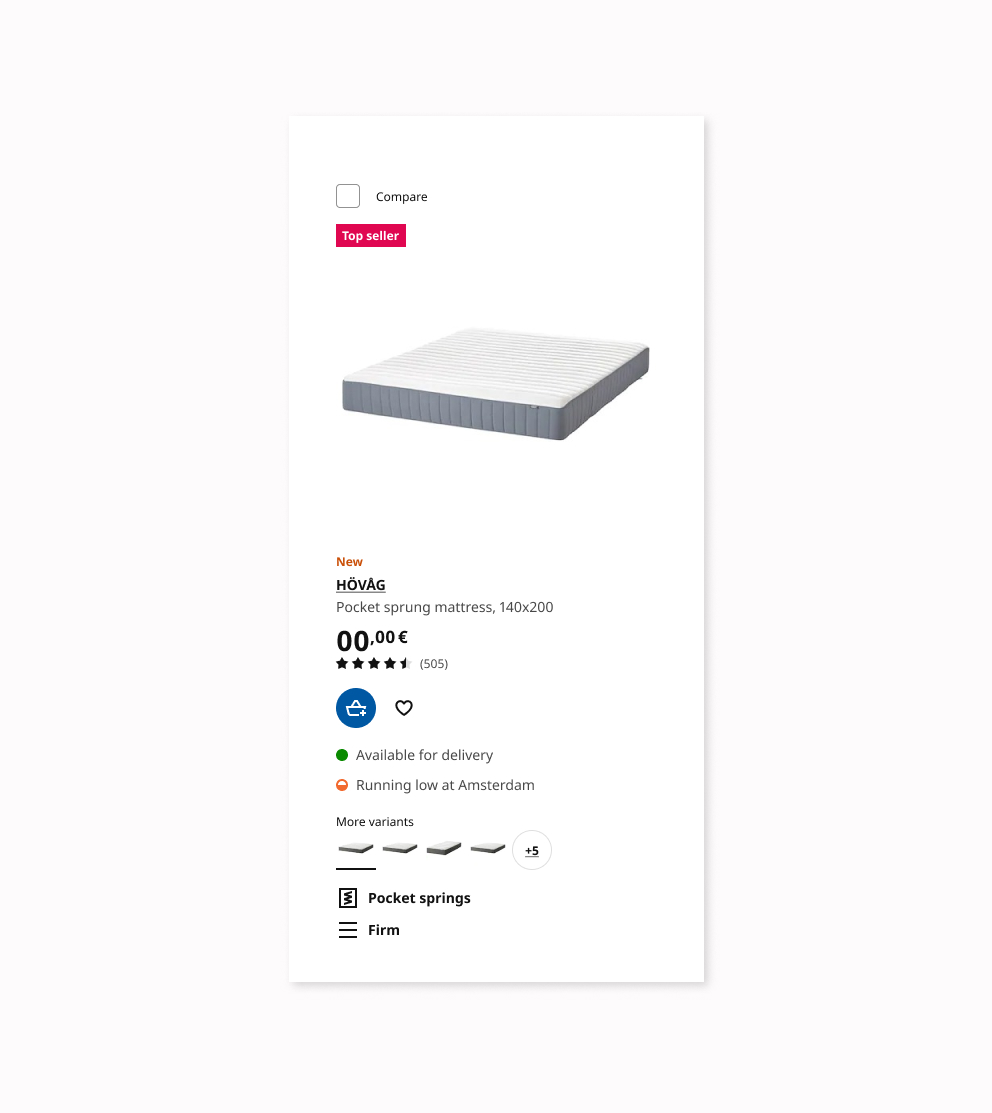 Compare
Top seller
New
HÖVÅG
Pocket sprung mattress, 140x200
00,00 €
(505)
Available for delivery
Running low at Amsterdam
More variants
+5
Pocket springs
Firm